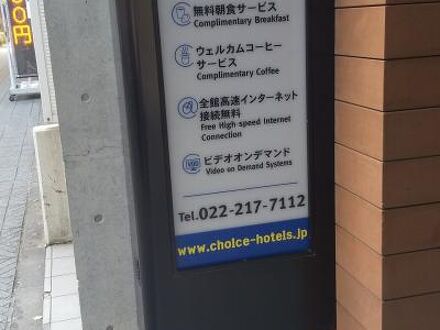 00円
無料朝食サービス
Complimentary Breakfast
ウェルカムコーヒー
サービス
Complimentary Coffee
全館高速インターネット
接続無料
Free High-speed Internet
Connection
ビデオオンデマンド
Video on Demand Systems
Tel.022-217-7112
www.choice-hotels.jp